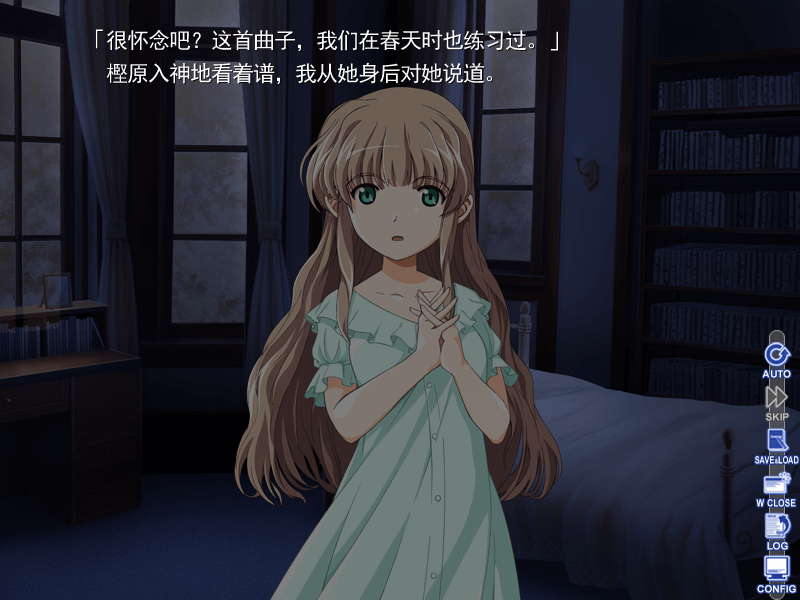 「很怀念吧？这首曲子，我们在春天时也练习过。」
樫原入神地看着谱，我从她身后对她说道。
AUTO
SKIP
SAVE&LOAD
W CLOSE
LOG
CONFIG